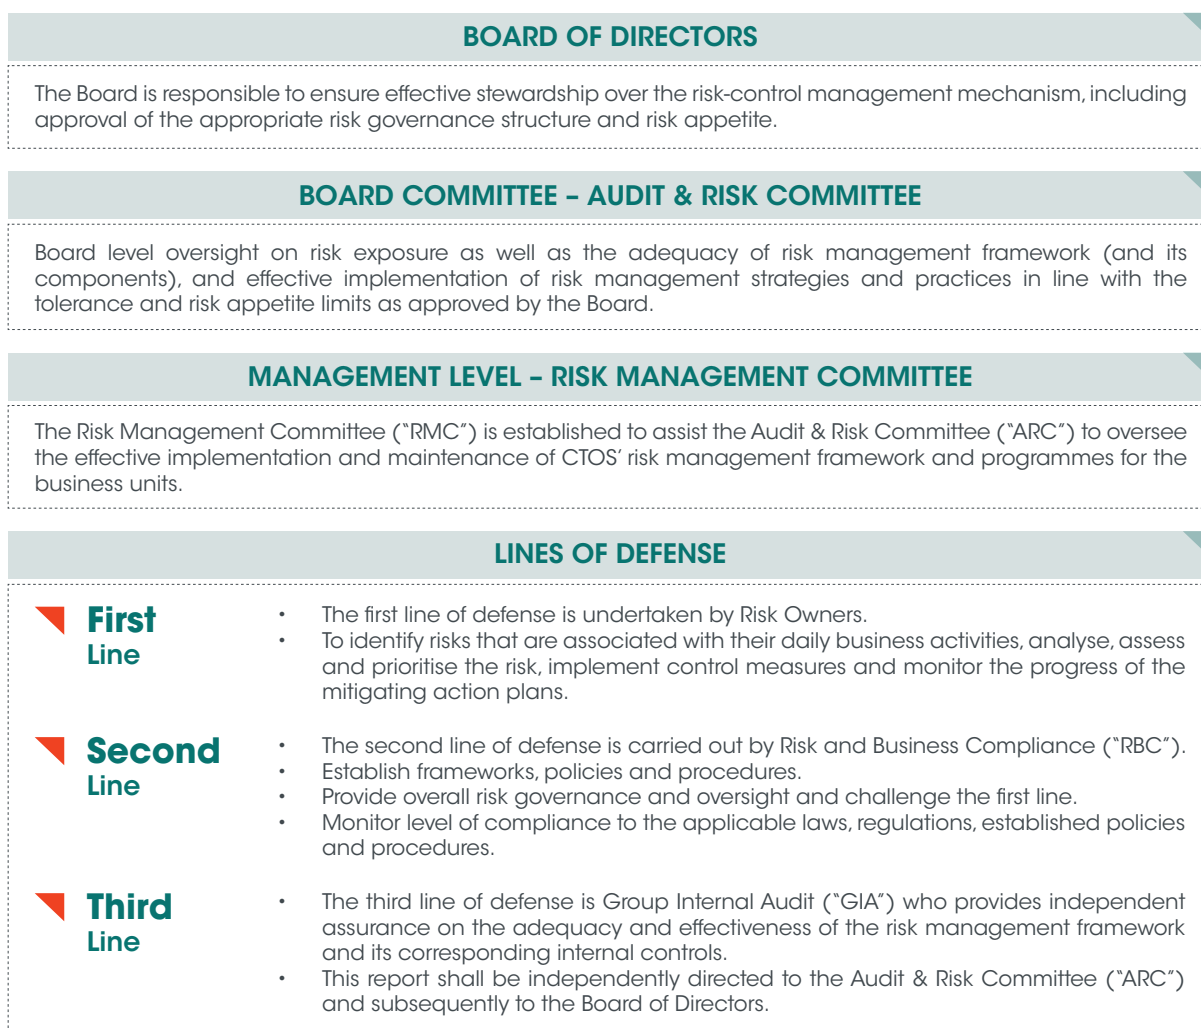 BOARD OF DIRECTORS
The Board is responsible to ensure effective stewardship over the risk-control management mechanism, including
approval of the appropriate risk governance structure and risk appetite.
BOARD COMMITTEE – AUDIT & RISK COMMITTEE
Board level oversight on risk exposure as well as the adequacy of risk management framework (and its
components), and effective implementation of risk management strategies and practices in line with the
tolerance and risk appetite limits as approved by the Board.
MANAGEMENT LEVEL – RISK MANAGEMENT COMMITTEE
The Risk Management Committee (“RMC”) is established to assist the Audit & Risk Committee (“ARC”) to oversee
the effective implementation and maintenance of CTOS’ risk management framework and programmes for the
business units.
LINES OF DEFENSE
First
Line
• The first line of defense is undertaken by Risk Owners.
• To identify risks that are associated with their daily business activities, analyse, assess
and prioritise the risk, implement control measures and monitor the progress of the
mitigating action plans.
Second
Line
• The second line of defense is carried out by Risk and Business Compliance (“RBC”).
• Establish frameworks, policies and procedures.
• Provide overall risk governance and oversight and challenge the first line.
• Monitor level of compliance to the applicable laws, regulations, established policies
and procedures.
Third
Line
• The third line of defense is Group Internal Audit (“GIA”) who provides independent
assurance on the adequacy and effectiveness of the risk management framework
and its corresponding internal controls.
• This report shall be independently directed to the Audit & Risk Committee (“ARC”)
and subsequently to the Board of Directors.